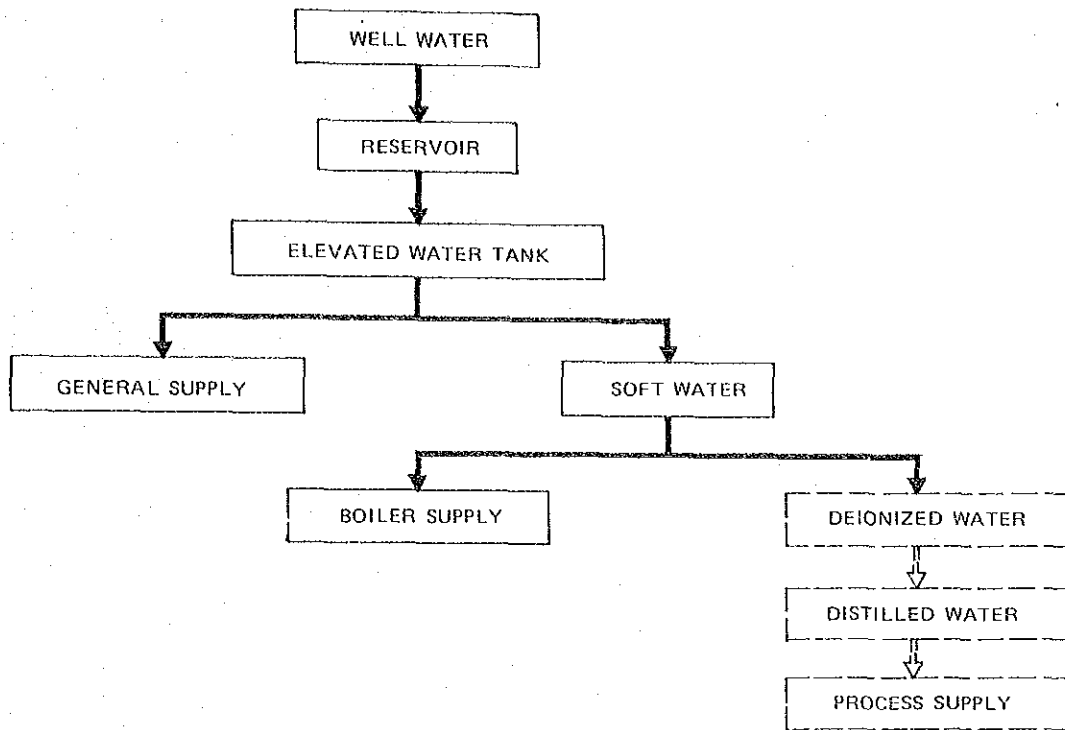 WELL WATER
RESERVOIR
ELEVATED WATER TANK
GENERAL SUPPLY
SOFT WATER
BOILER SUPPLY
DEIONIZED WATER
DISTILLED WATER
PROCESS SUPPLY